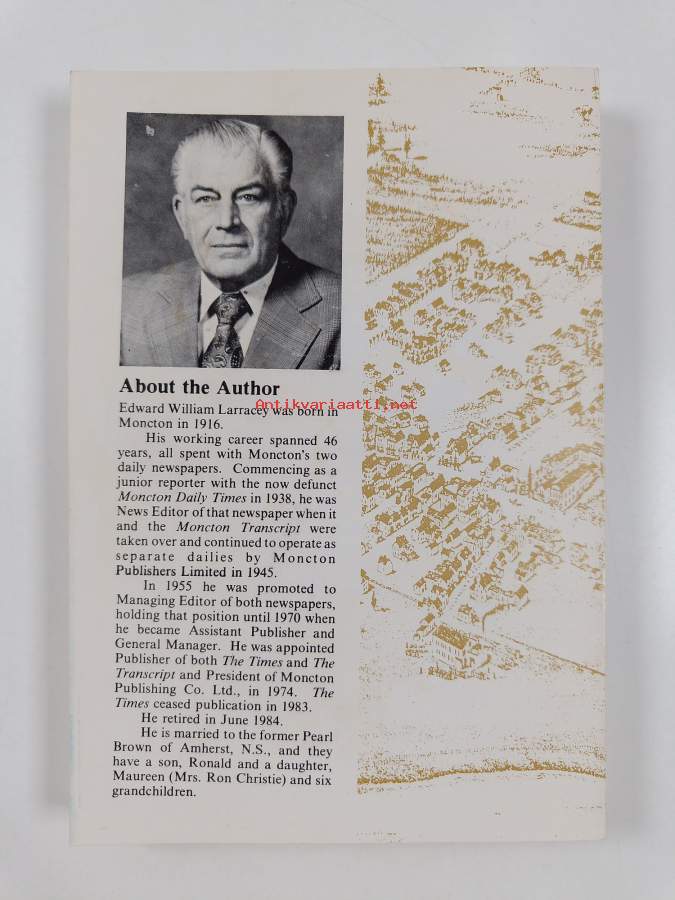 About the Author
Antikvariaatti.net
Edward William Larracey was born in
Moncton in 1916.
His working career spanned 46
years, all spent with Moncton's two
daily newspapers. Commencing as a
junior reporter with the now defunct
Moncton Daily Times in 1938, he was
News Editor of that newspaper when it
and the Moncton Transcript were
taken over and continued to operate as
separate dailies by Moncton
Publishers Limited in 1945.
In 1955 he was promoted to
Managing Editor of both newspapers,
holding that position until 1970 when
he became Assistant Publisher and
General Manager. He was appointed
Publisher of both The Times and The
Transcript and President of Moncton
Publishing Co. Ltd., in 1974. The
Times ceased publication in 1983.
He retired in June 1984.
He is married to the former Pearl
Brown of Amherst, N.S., and they
have a son, Ronald and a daughter,
Maureen (Mrs. Ron Christie) and six
grandchildren.